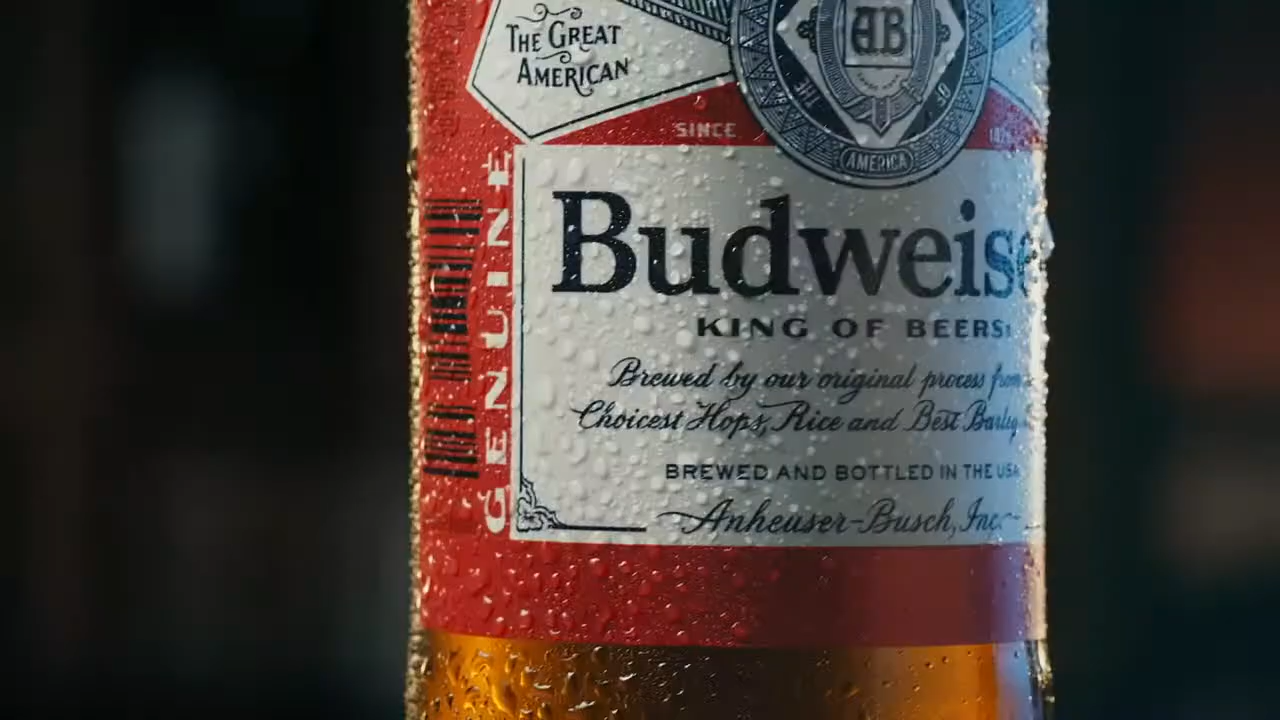 THE GREAT
AMERICAN
AB
AMERICA
SINCE
GENUINE
Budweis
KING OF BEERS
Brewed by our original process from
Choicest Hops, Rice and Best Barley
BREWED AND BOTTLED IN THE USA
Anheuser-Busch, Inc.